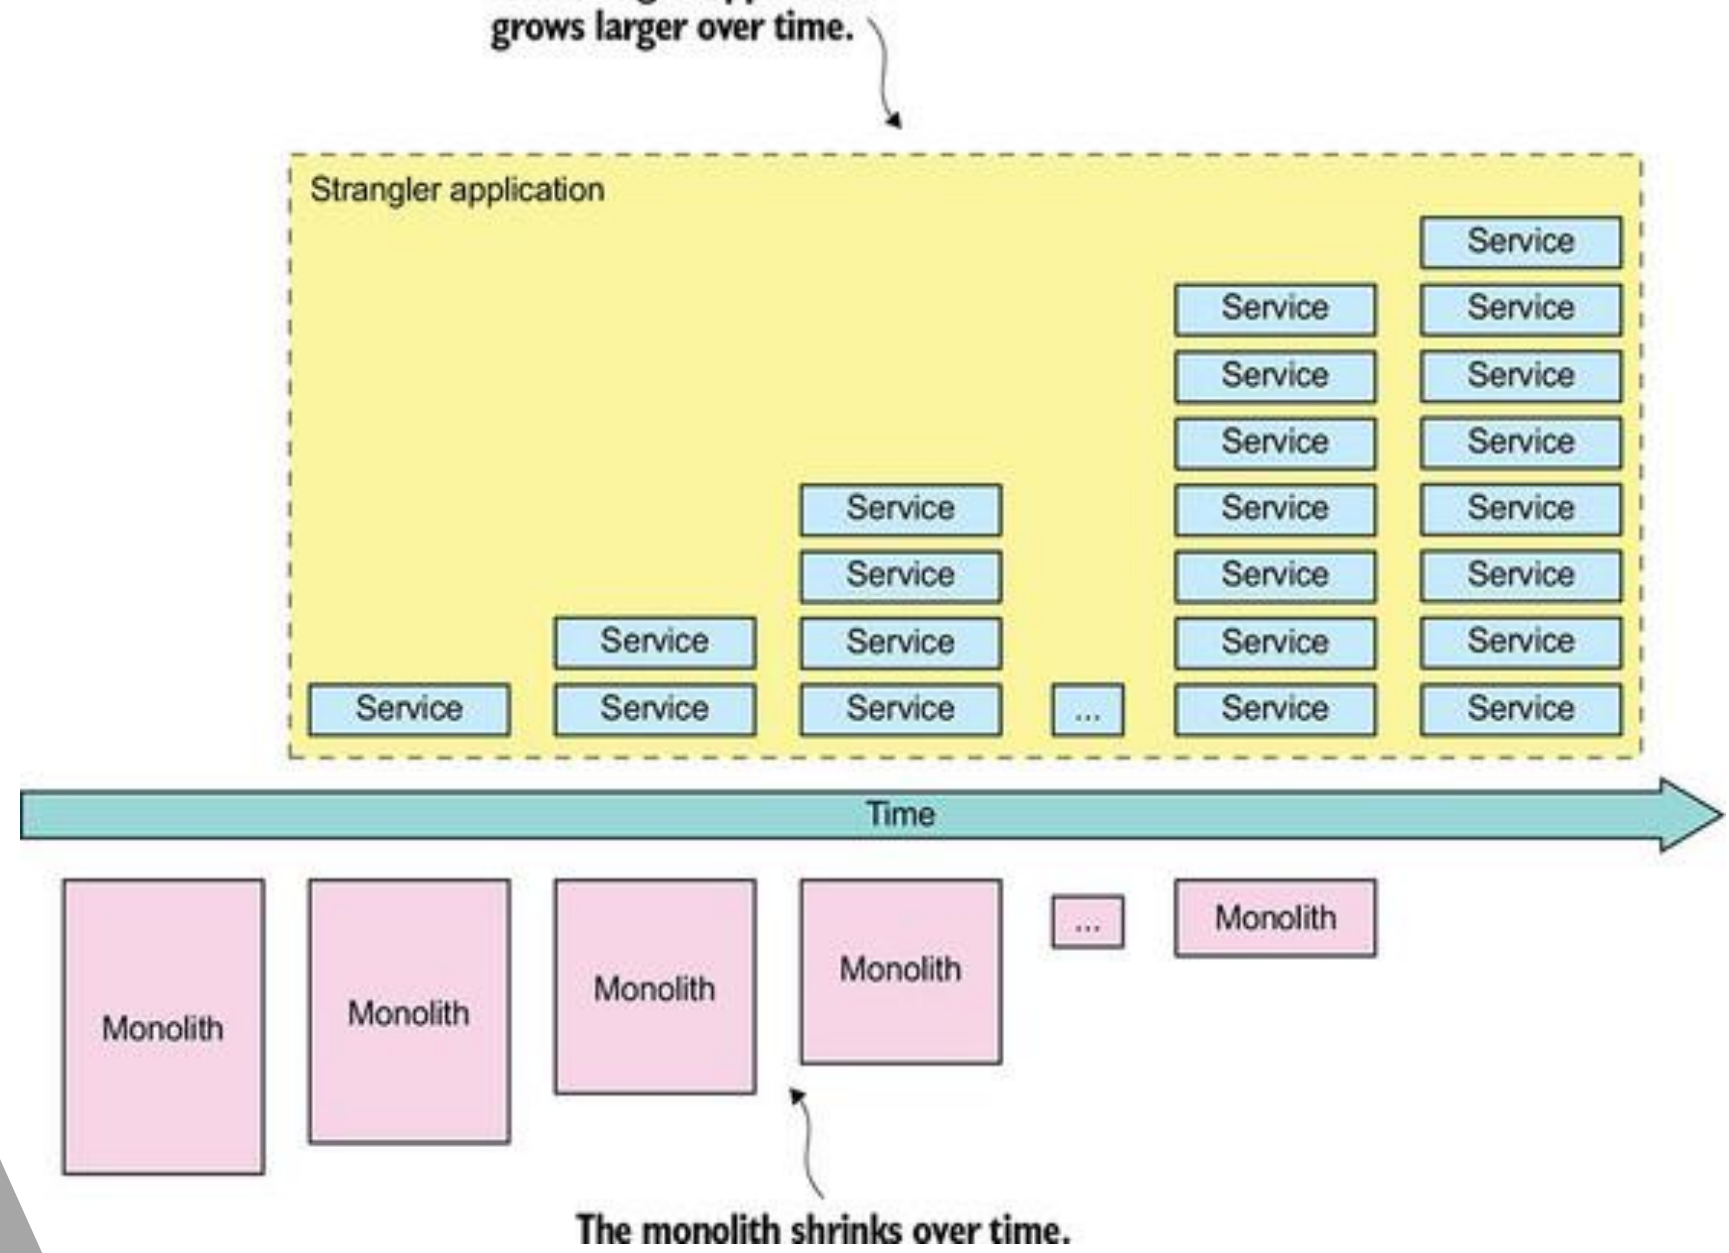 grows larger over time.
Strangler application
Service
Service Service
Service Service
Service Service
Service Service Service
Service Service Service
Service Service Service Service
Service Service Service ... Service Service
Time
Monolith Monolith Monolith Monolith ... Monolith
The monolith shrinks over time.